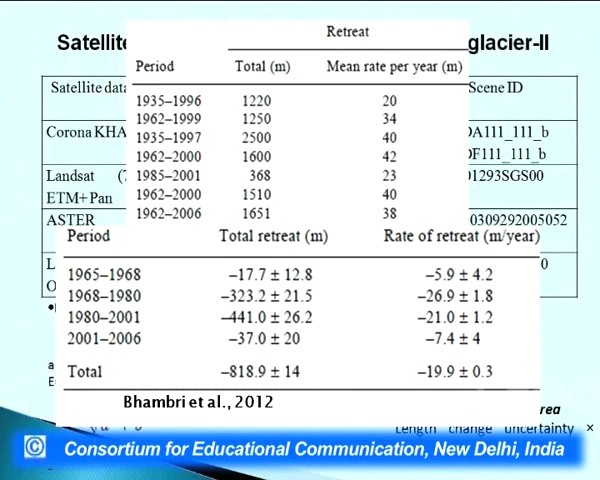 Satellite glacier-II
Retreat
Period Total (m) Mean rate per year (m)
Satellite data Scene ID
1935–1996 1220 20
1962–1999 1250 34
Corona KHA DA111_111_b
1935–1997 2500 40
1962–2000 1600 42
DF111_111_b
Landsat (7 1985–2001 368 23 01293SGS00
ETM+ Pan 1962–2000 1510 40
ASTER 1962–2006 1651 38 0309292005052
Period Total retreat (m) Rate of retreat (m/year)
L 0
O
1965–1968 –17.7 ± 12.8 –5.9 ± 4.2
1968–1980 –323.2 ± 21.5 –26.9 ± 1.8
1980–2001 –441.0 ± 26.2 –21.0 ± 1.2
2001–2006 –37.0 ± 20 –7.4 ± 4
Total –818.9 ± 14 –19.9 ± 0.3
Bhambri et al., 2012
Length change uncertainty ×
© Consortium for Educational Communication, New Delhi, India